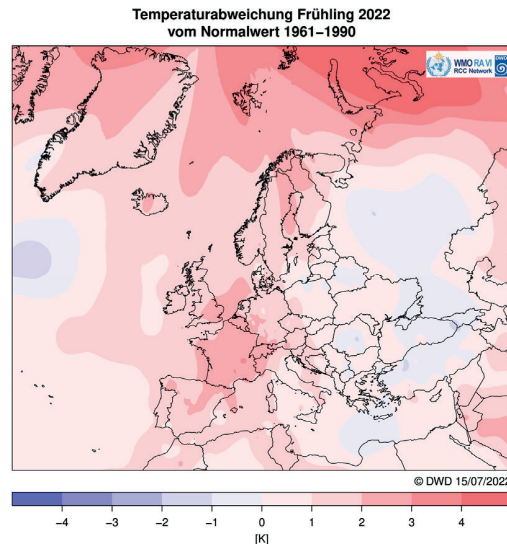 Temperaturabweichung Frühling 2022
vom Normalwert 1961–1990
WMO RA VI
RCC Network
DWD
© DWD 15/07/2022
−4 −3 −2 −1 0 1 2 3 4
[K]